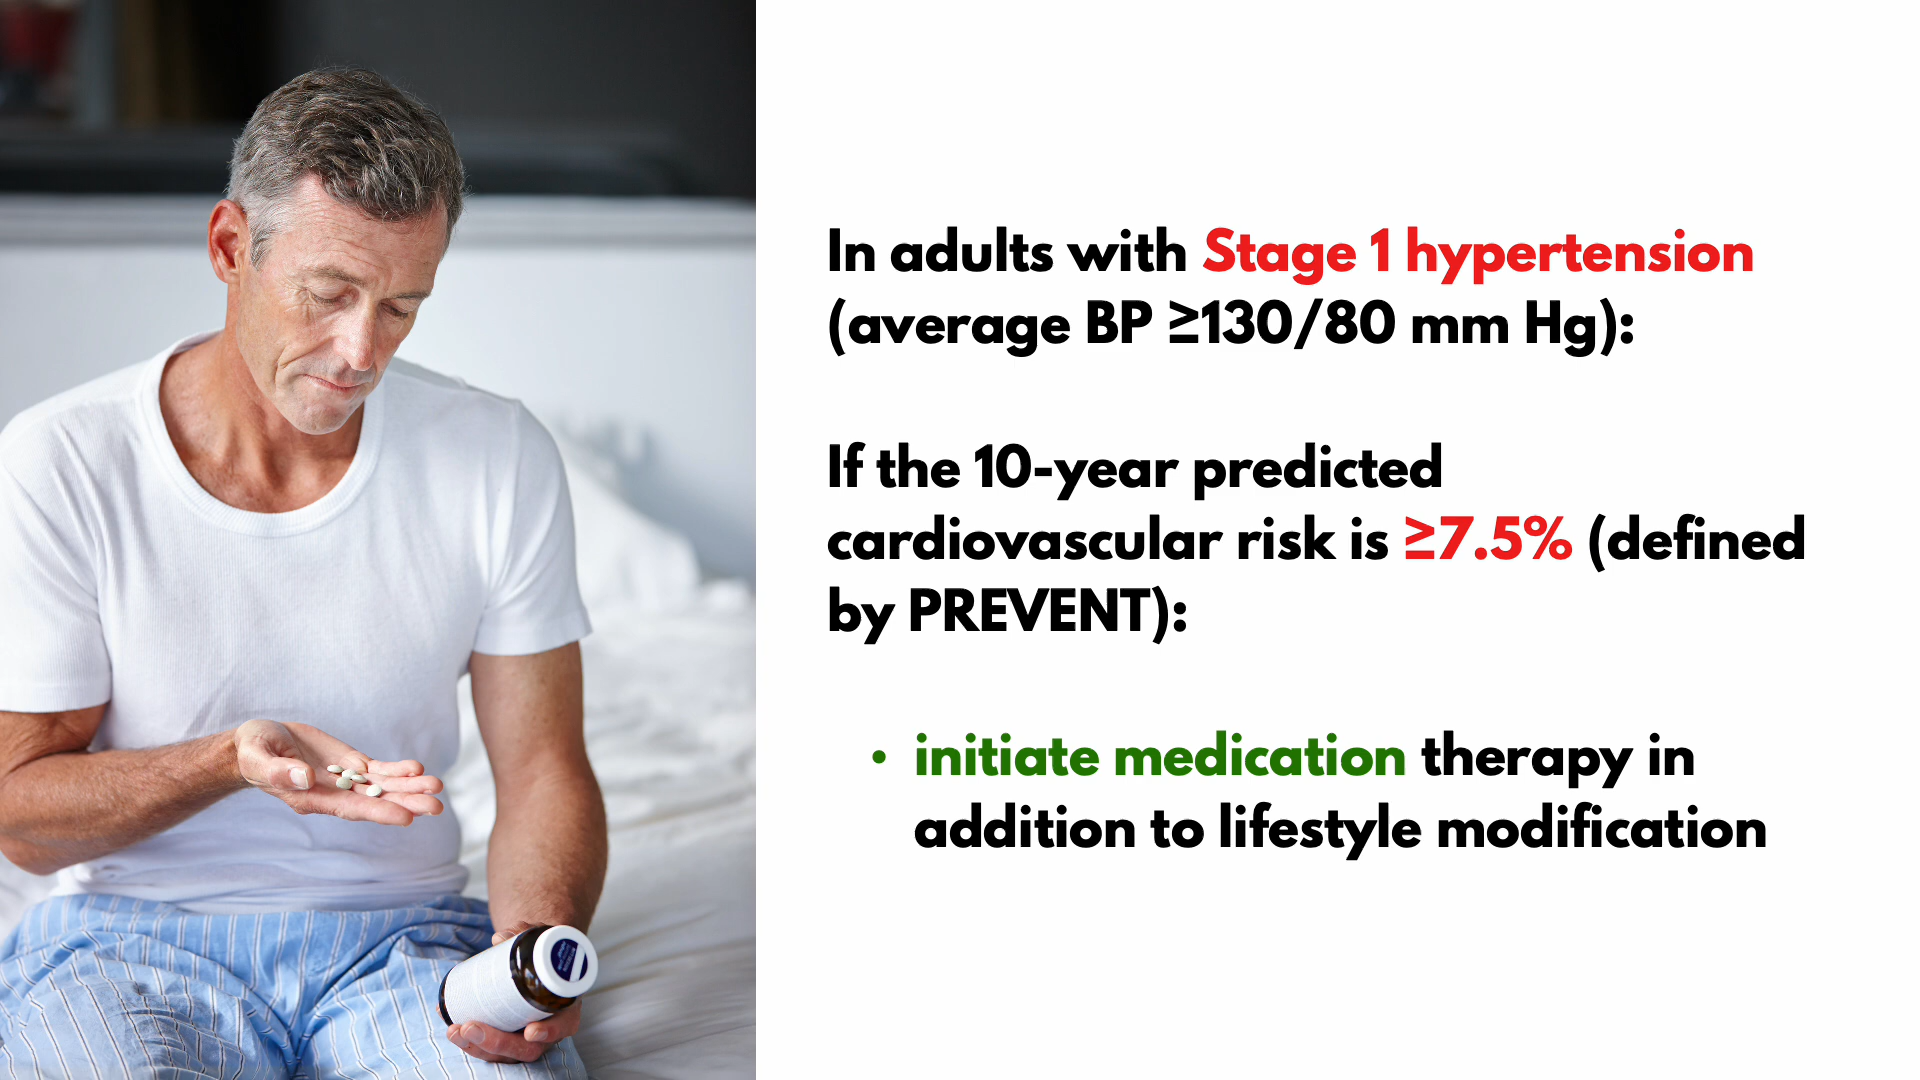 In adults with Stage 1 hypertension
(average BP ≥130/80 mm Hg):
If the 10-year predicted
cardiovascular risk is ≥7.5% (defined
by PREVENT):
• initiate medication therapy in
addition to lifestyle modification